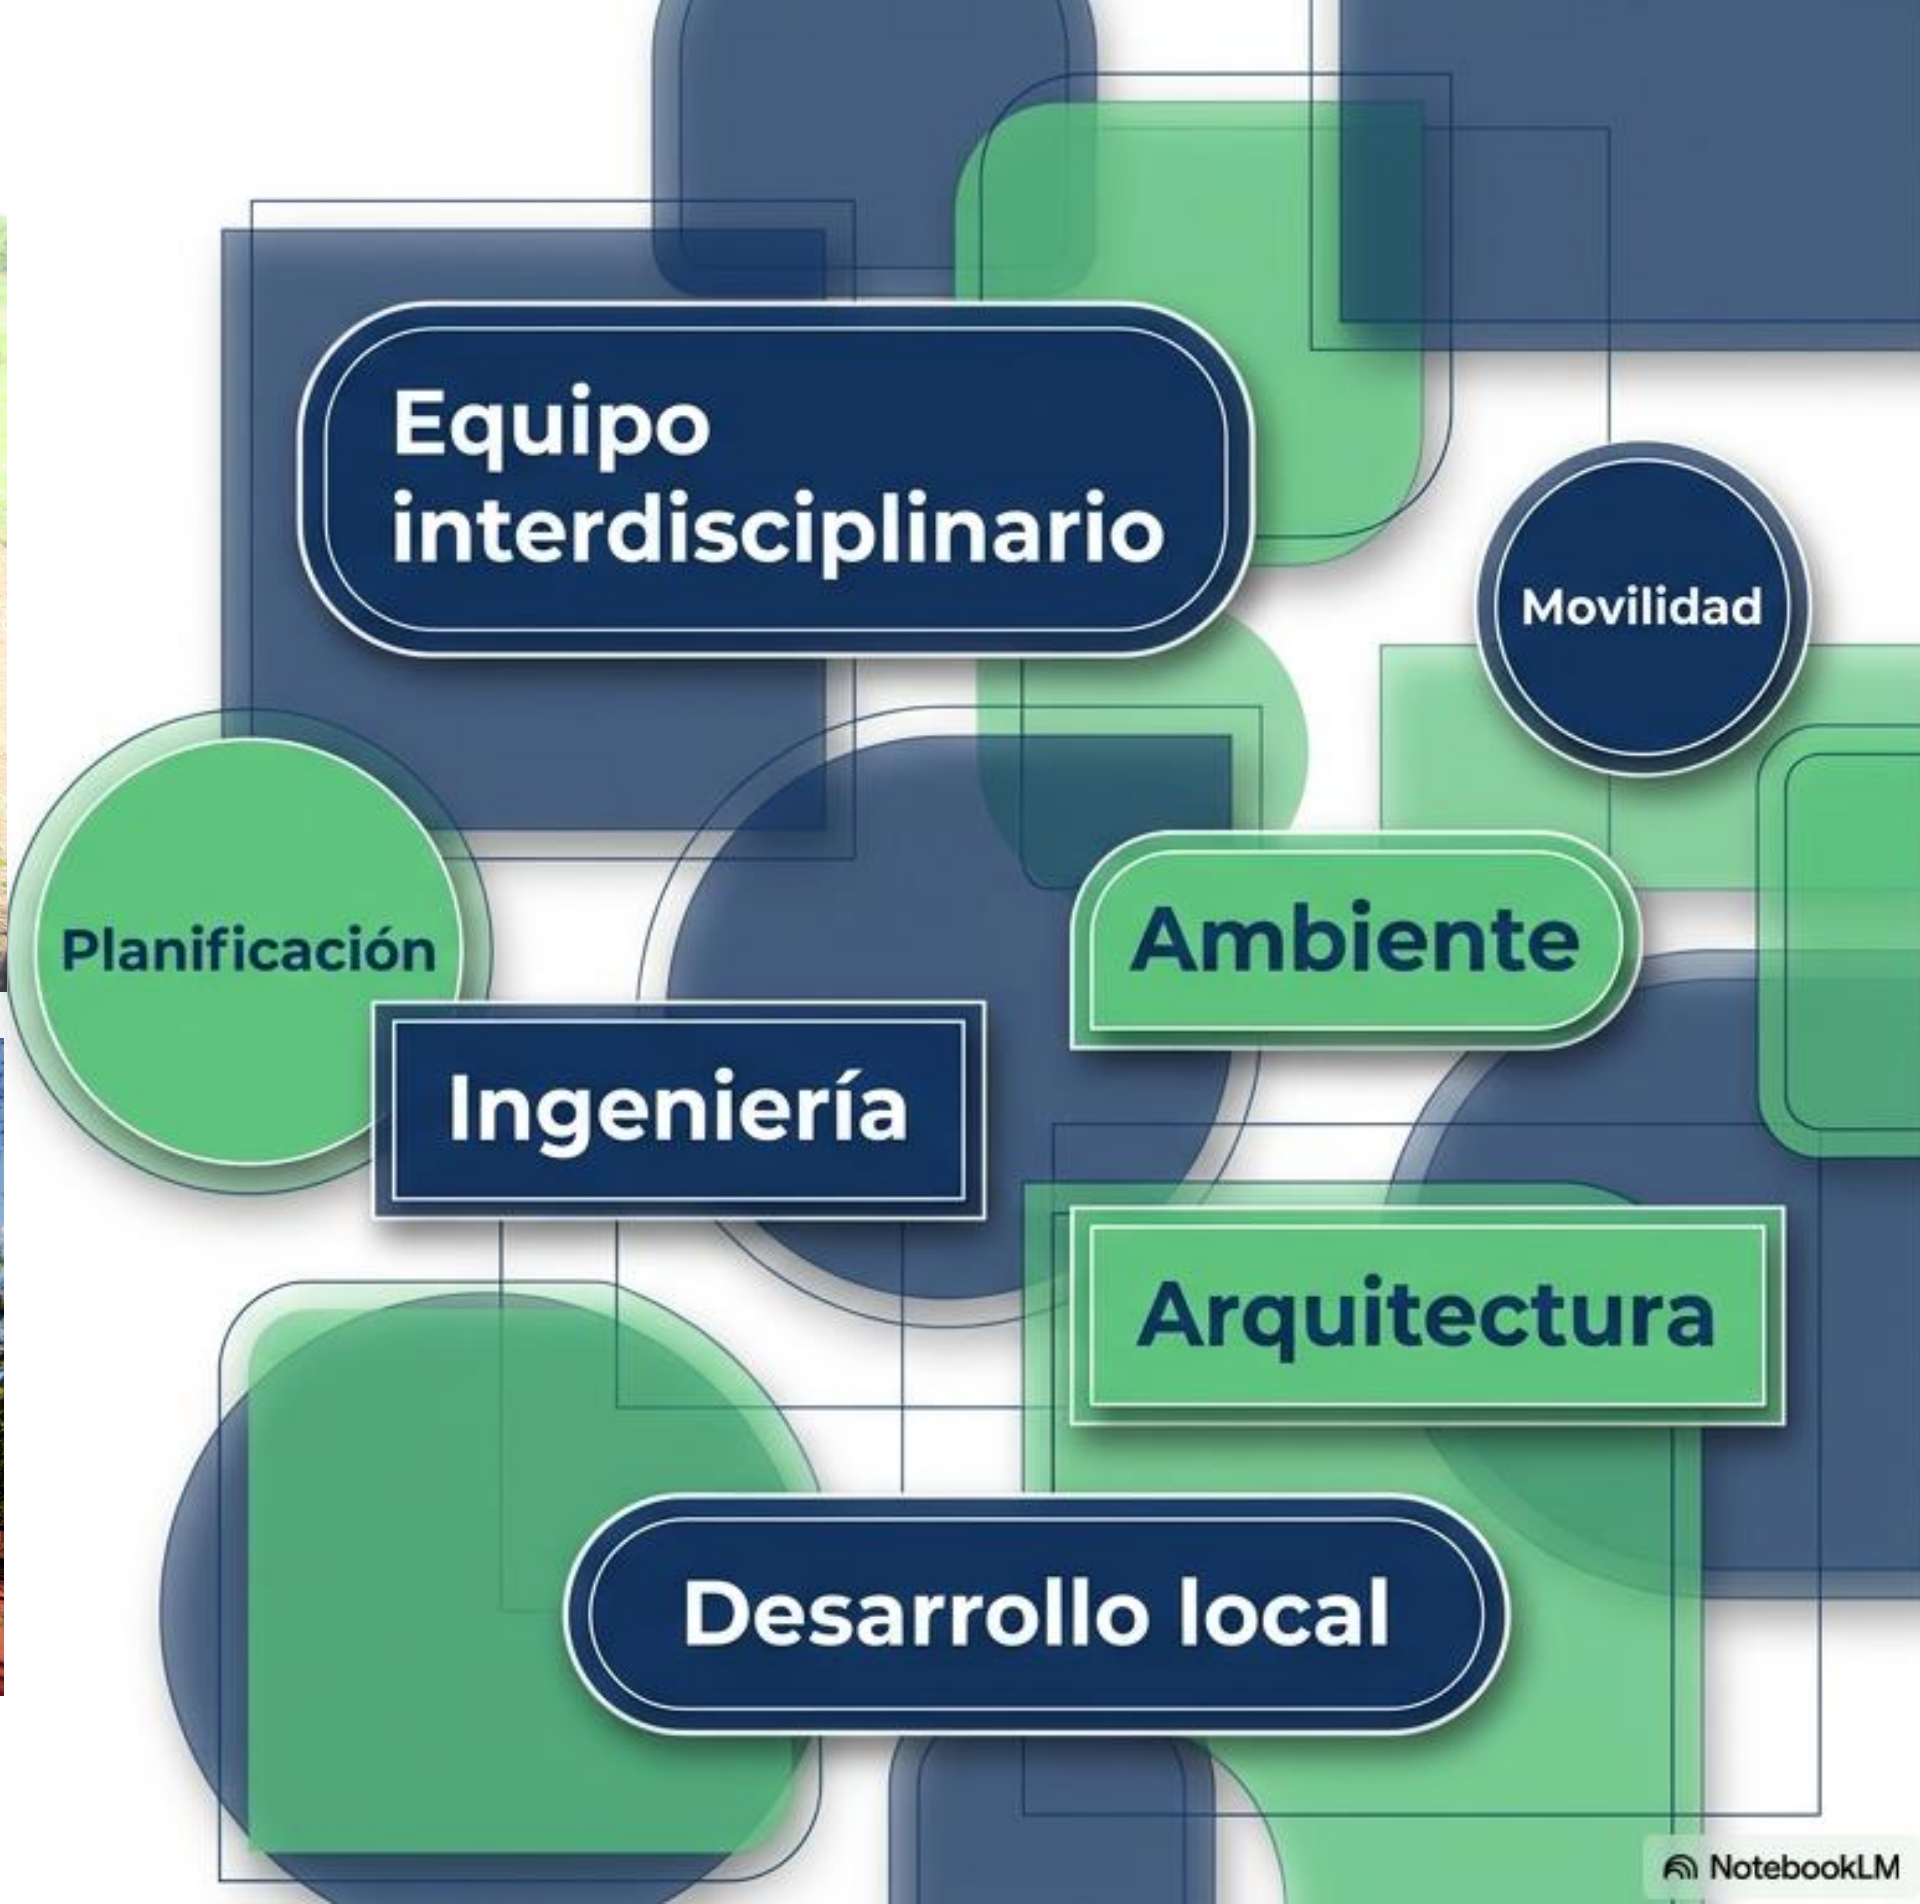 Equipo
interdisciplinario
Movilidad
Planificación
Ambiente
Ingeniería
Arquitectura
Desarrollo local
NotebookLM